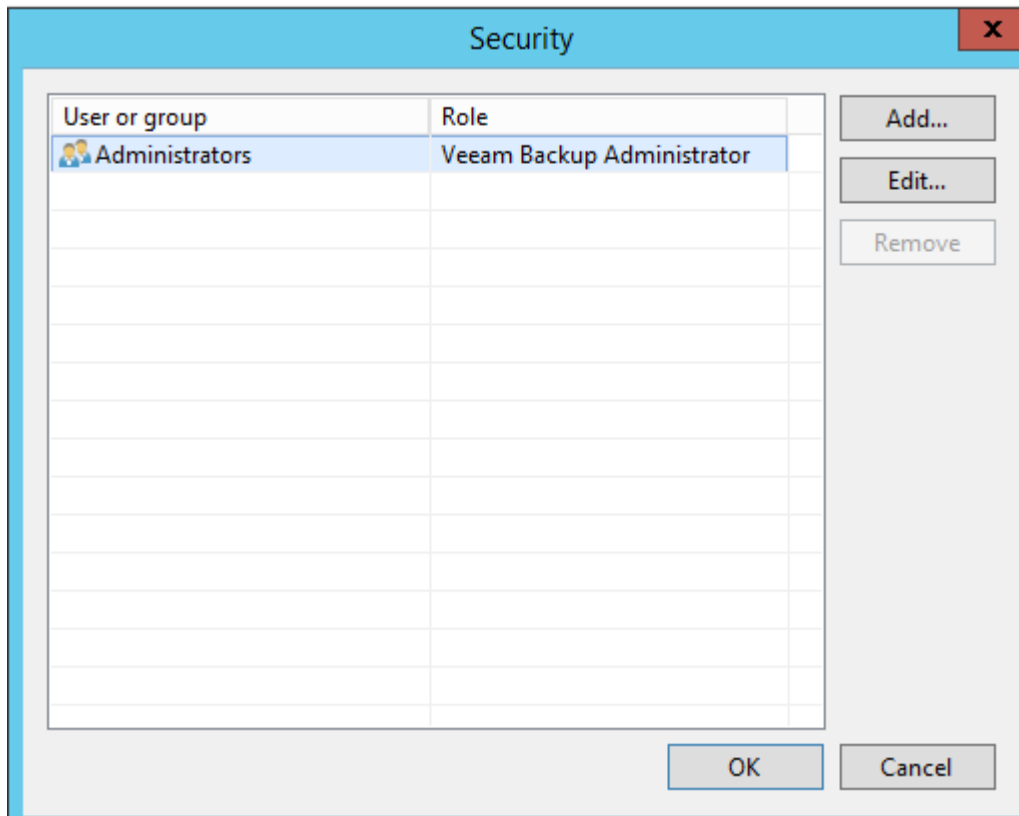 Security
x
User or group Role
Add...
Administrators Veeam Backup Administrator
Edit...
Remove
OK Cancel